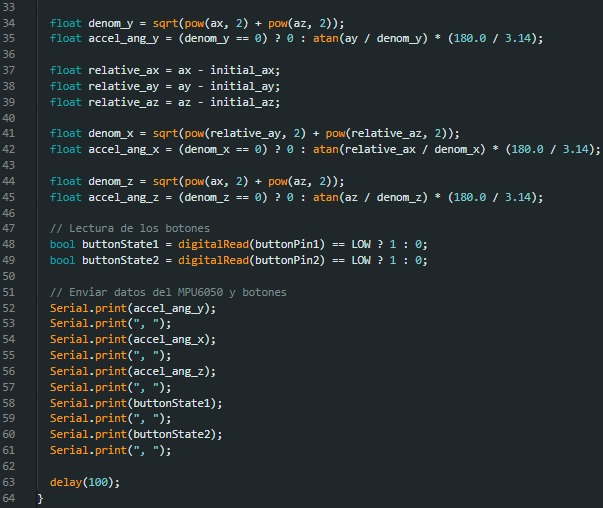 33
34 float denom_y = sqrt(pow(ax, 2) + pow(az, 2));
35 float accel_ang_y = (denom_y == 0) ? 0 : atan(ay / denom_y) * (180.0 / 3.14);
36
37 float relative_ax = ax - initial_ax;
38 float relative_ay = ay - initial_ay;
39 float relative_az = az - initial_az;
40
41 float denom_x = sqrt(pow(relative_ay, 2) + pow(relative_az, 2));
42 float accel_ang_x = (denom_x == 0) ? 0 : atan(relative_ax / denom_x) * (180.0 / 3.14);
43
44 float denom_z = sqrt(pow(ax, 2) + pow(az, 2));
45 float accel_ang_z = (denom_z == 0) ? 0 : atan(az / denom_z) * (180.0 / 3.14);
46
47 // Lectura de los botones
48 bool buttonState1 = digitalRead(buttonPin1) == LOW ? 1 : 0;
49 bool buttonState2 = digitalRead(buttonPin2) == LOW ? 1 : 0;
50
51 // Enviar datos del MPU6050 y botones
52 Serial.print(accel_ang_y);
53 Serial.print(", ");
54 Serial.print(accel_ang_x);
55 Serial.print(", ");
56 Serial.print(accel_ang_z);
57 Serial.print(", ");
58 Serial.print(buttonState1);
59 Serial.print(", ");
60 Serial.print(buttonState2);
61 Serial.print(", ");
62
63 delay(100);
64 }